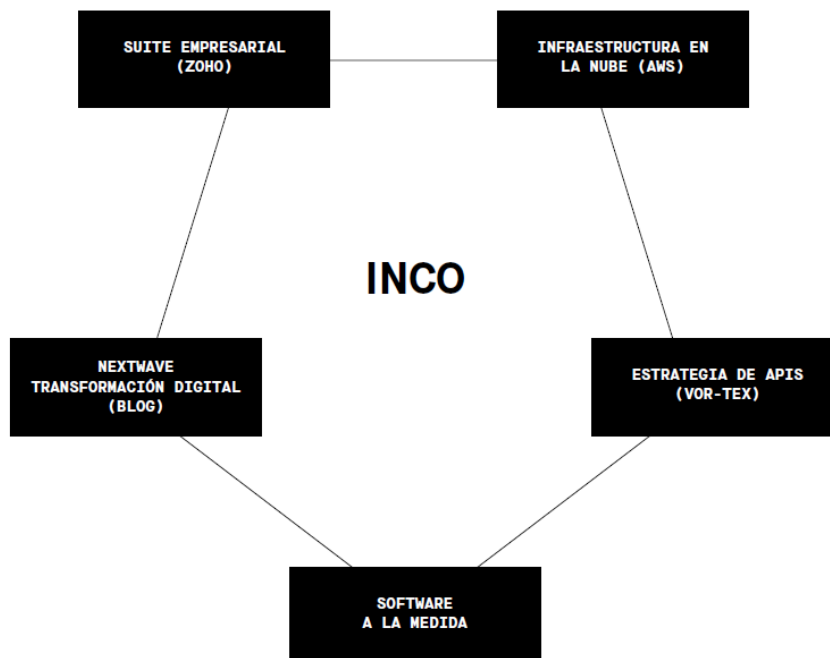 SUITE EMPRESARIAL
(ZOHO)
INFRAESTRUCTURA EN
LA NUBE (AWS)
INCO
NEXTWAVE
TRANSFORMACIÓN DIGITAL
(BLOG)
ESTRATEGIA DE APIS
(VOR-TEX)
SOFTWARE
A LA MEDIDA